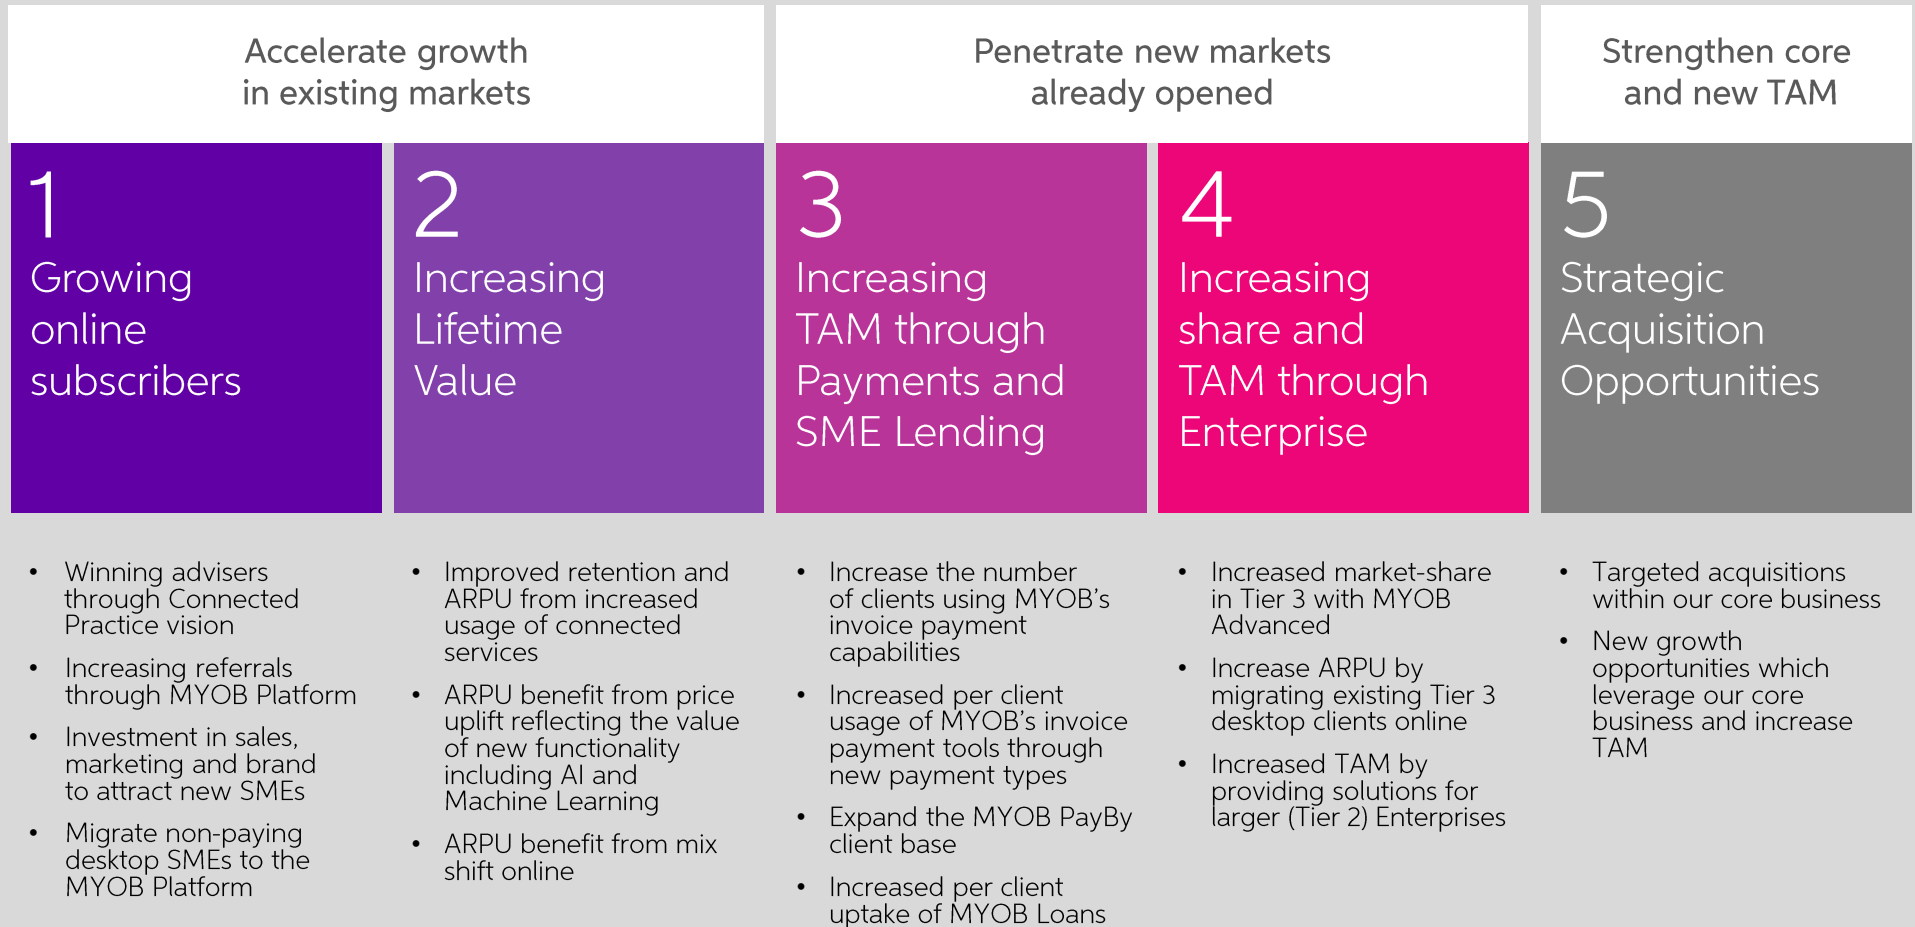 Accelerate growth
in existing markets
Penetrate new markets
already opened
Strengthen core
and new TAM
1
Growing
online
subscribers
2
Increasing
Lifetime
Value
3
Increasing
TAM through
Payments and
SME Lending
4
Increasing
share and
TAM through
Enterprise
5
Strategic
Acquisition
Opportunities
• Winning advisers
through Connected
Practice vision
• Increasing referrals
through MYOB Platform
• Investment in sales,
marketing and brand
to attract new SMEs
• Migrate non-paying
desktop SMEs to the
MYOB Platform
• Improved retention and
ARPU from increased
usage of connected
services
• ARPU benefit from price
uplift reflecting the value
of new functionality
including AI and
Machine Learning
• ARPU benefit from mix
shift online
• Increase the number
of clients using MYOB’s
invoice payment
capabilities
• Increased per client
usage of MYOB’s invoice
payment tools through
new payment types
• Expand the MYOB PayBy
client base
• Increased per client
uptake of MYOB Loans
• Increased market-share
in Tier 3 with MYOB
Advanced
• Increase ARPU by
migrating existing Tier 3
desktop clients online
• Increased TAM by
providing solutions for
larger (Tier 2) Enterprises
• Targeted acquisitions
within our core business
• New growth
opportunities which
leverage our core
business and increase
TAM